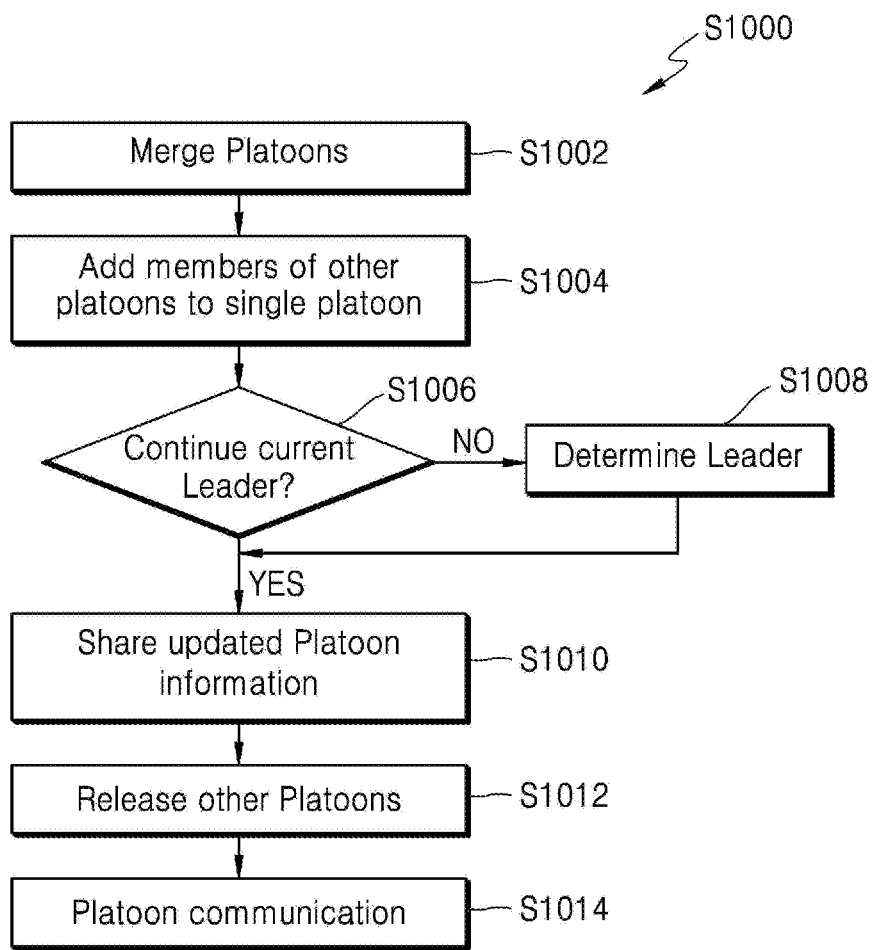 S1000
Merge Platoons
S1002
Add members of other
platoons to single platoon
S1004
S1006
Continue current
Leader?
NO
S1008
Determine Leader
YES
Share updated Platoon
information
S1010
Release other Platoons
S1012
Platoon communication
S1014